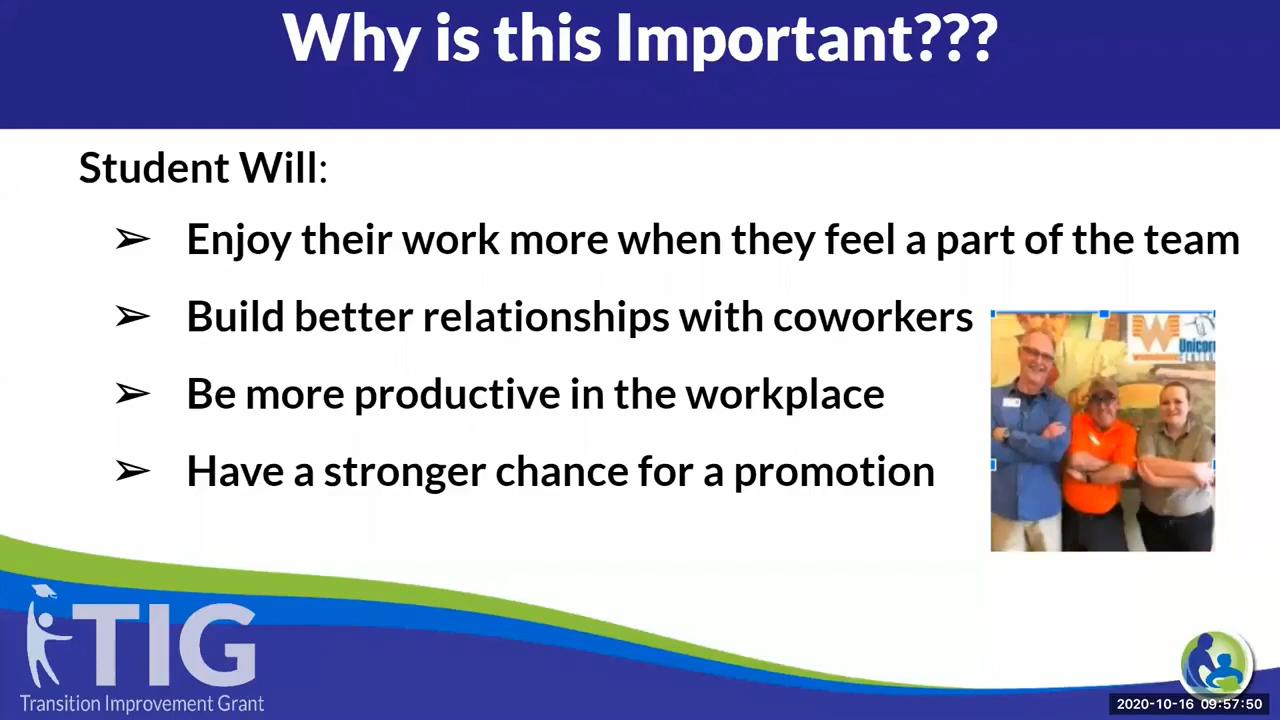 Why is this Important???
Student Will:
➢ Enjoy their work more when they feel a part of the team
➢ Build better relationships with coworkers
➢ Be more productive in the workplace
➢ Have a stronger chance for a promotion
W
Unicorn
TIG
Transition Improvement Grant
2020-10-16 09:57:50